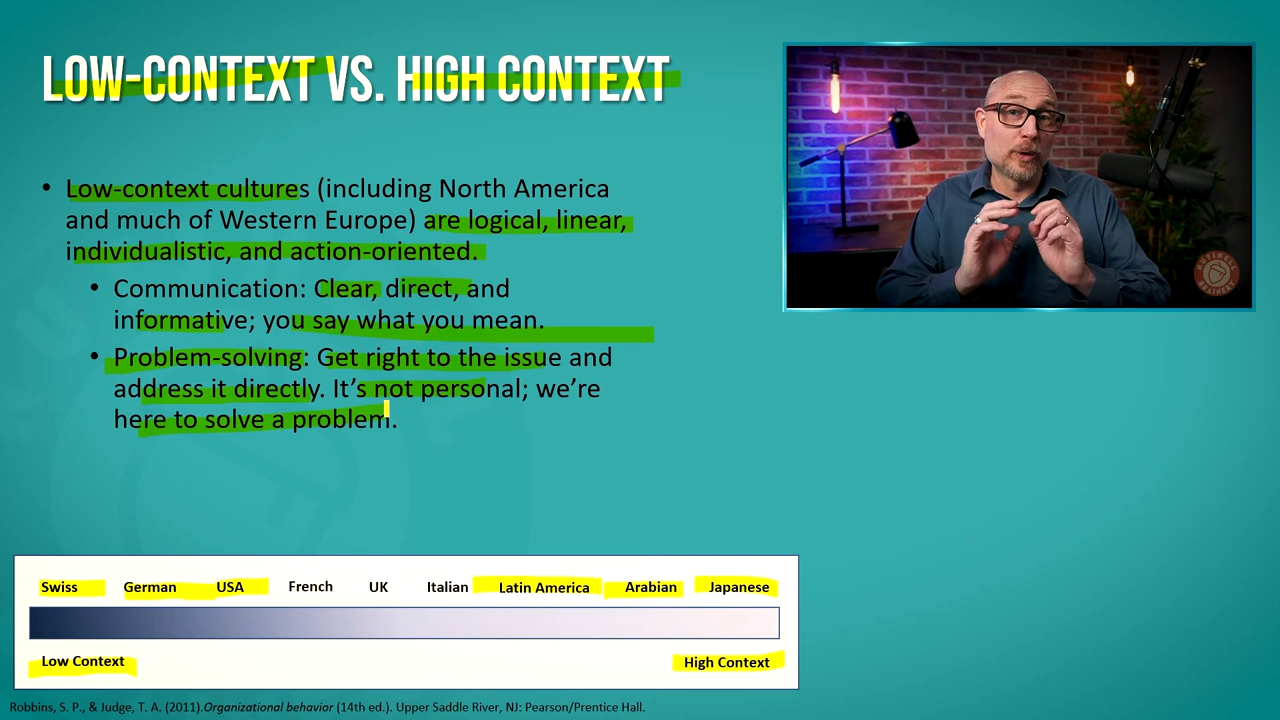 LOW-CONTEXT VS. HIGH CONTEXT
• Low-context cultures (including North America
and much of Western Europe) are logical, linear,
individualistic, and action-oriented.
• Communication: Clear, direct, and
informative; you say what you mean.
• Problem-solving: Get right to the issue and
address it directly. It's not personal; we're
here to solve a problem.
NUTSHELL
BRAINERY
Swiss German USA French UK Italian Latin America Arabian Japanese
Low Context High Context
Robbins, S. P., & Judge, T. A. (2011).Organizational behavior (14th ed.). Upper Saddle River, NJ: Pearson/Prentice Hall.